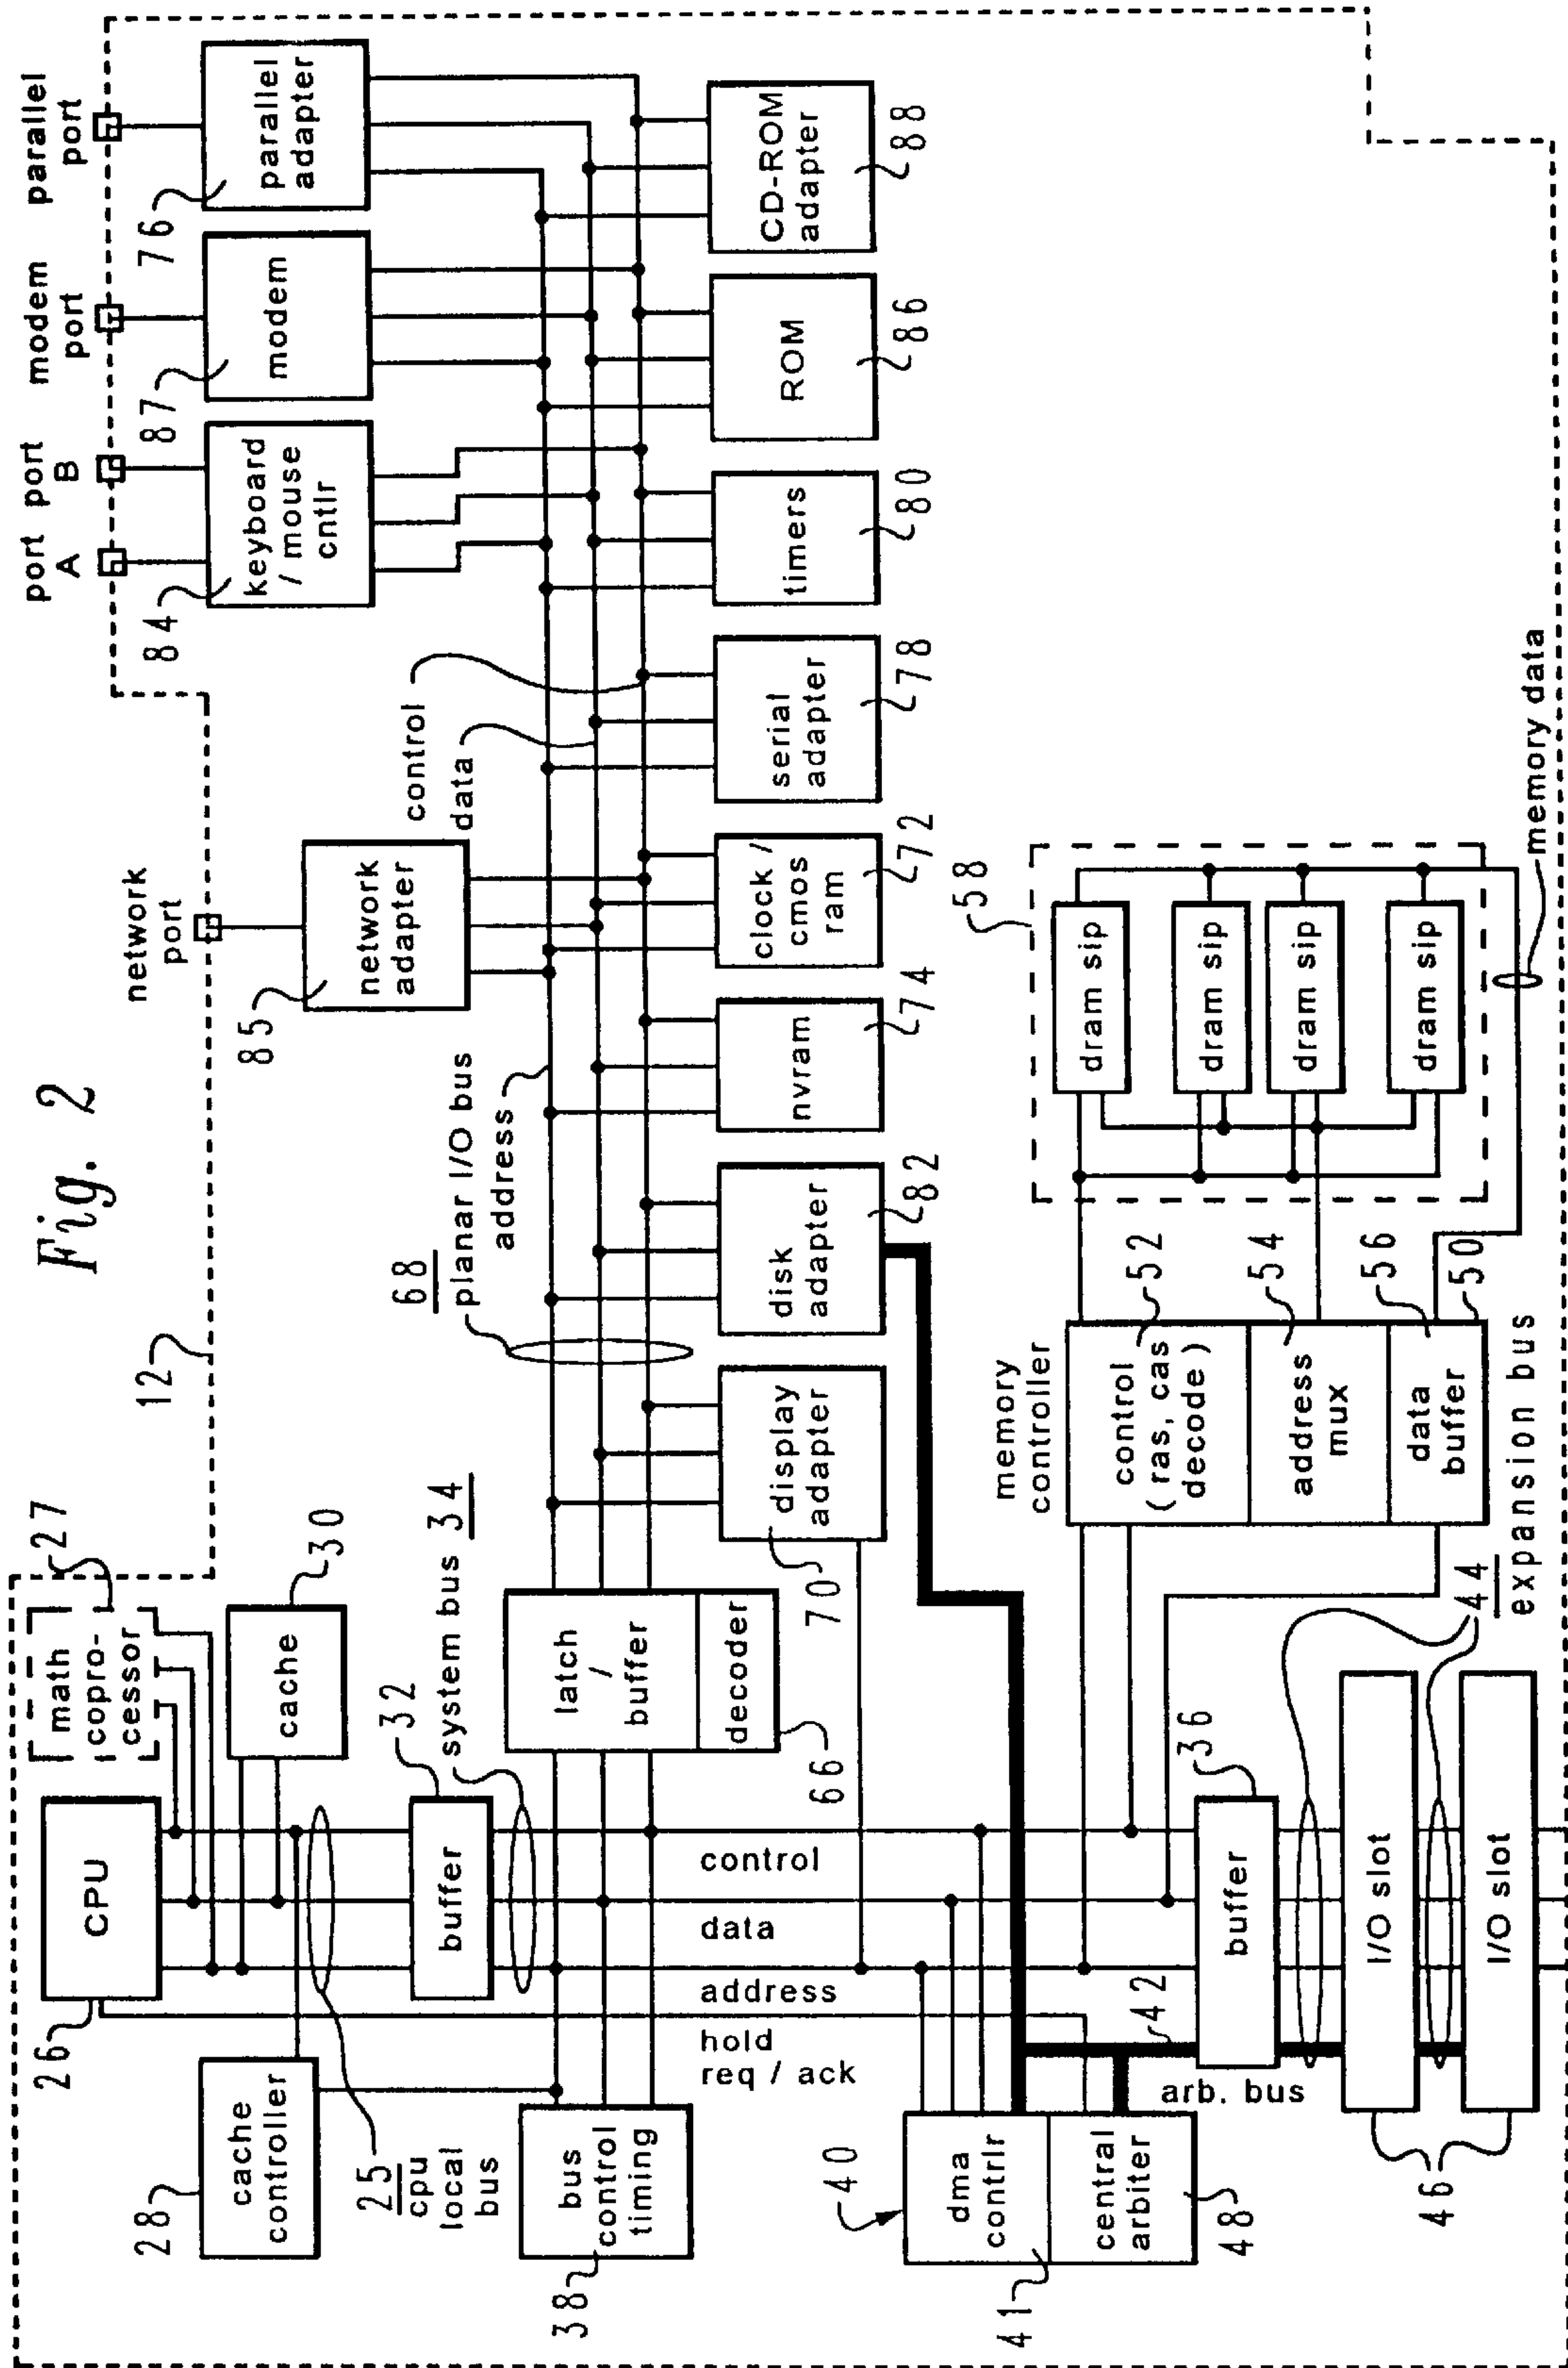 Fig. 2
12
26
CPU
math
copro-
cessor
27
28
cache
controller
cache
30
25
cpu
local
bus
buffer
32
system bus 34
38
bus
control
timing
latch
/
buffer
decoder
66
control
data
address
hold
req / ack
68
planar I/O bus
address
data
control
network
port
85
network
adapter
port
A
port
B
84
keyboard
/ mouse
cntlr
modem
port
87
modem
parallel
port
76
parallel
adapter
display
adapter
70
disk
adapter
82
nvram
74
clock /
cmos
ram
72
serial
adapter
78
timers
80
ROM
86
CD-ROM
adapter
88
40
dma
contrlr
41
central
arbiter
48
arb. bus
42
buffer
36
memory
controller
control
( ras, cas
decode )
52
address
mux
54
data
buffer
56
50
58
dram sip
dram sip
dram sip
dram sip
memory data
44
expansion bus
I/O slot
I/O slot
46